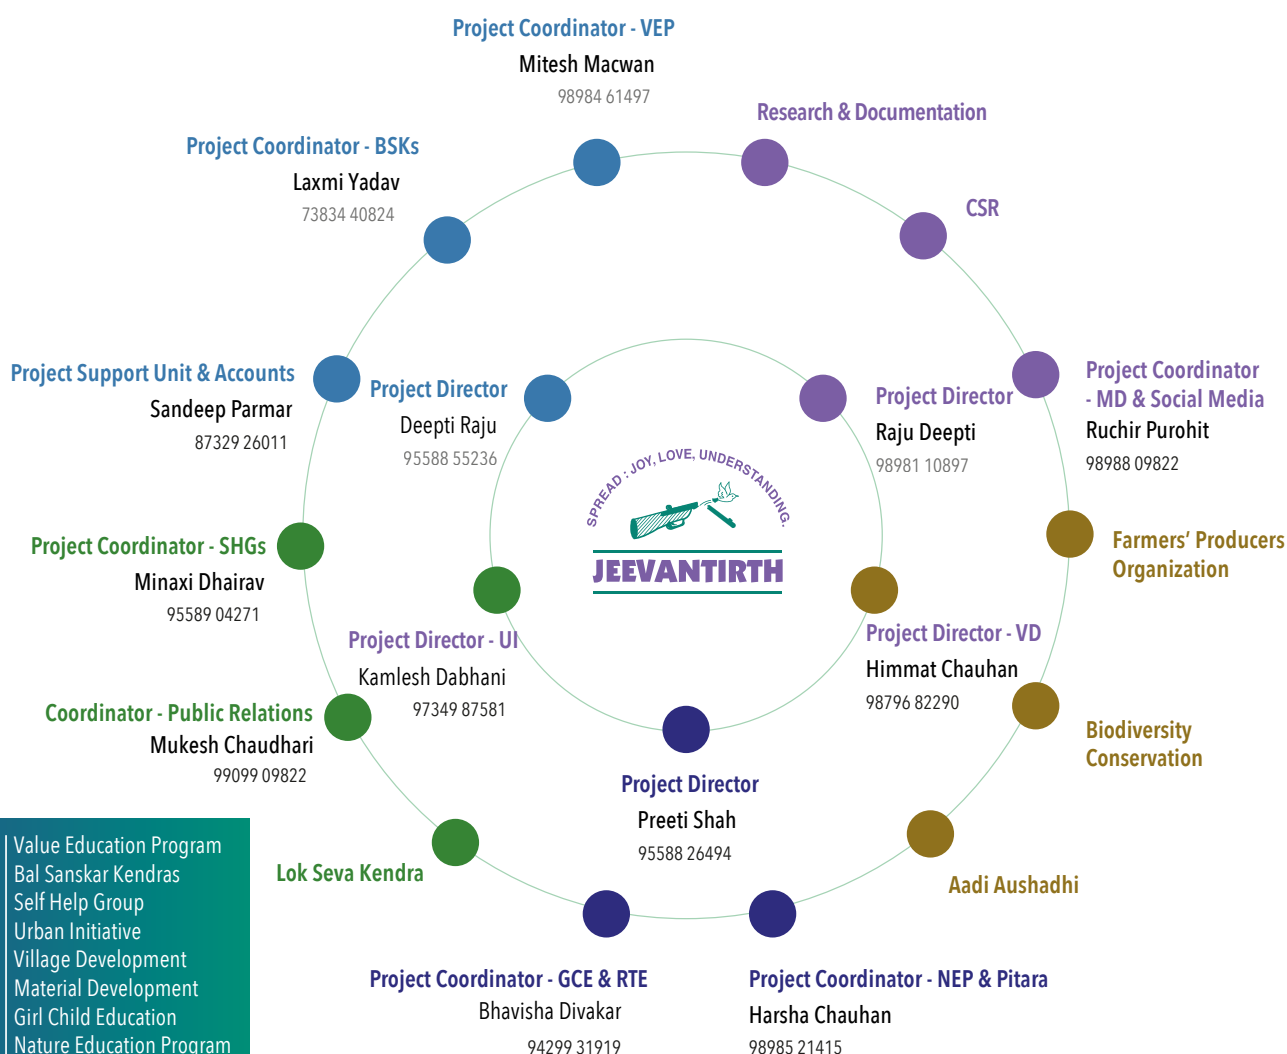 Project Coordinator - VEP
Mitesh Macwan
98984 61497
Research & Documentation
Project Coordinator - BSKs
Laxmi Yadav
73834 40824
CSR
Project Support Unit & Accounts
Sandeep Parmar
87329 26011
Project Director
Deepti Raju
95588 55236
Project Director
Raju Deepti
98981 10897
Project Coordinator
- MD & Social Media
Ruchir Purohit
98988 09822
SPREAD : JOY, LOVE, UNDERSTANDING.
JEEVANTIRTH
Project Coordinator - SHGs
Minaxi Dhairav
95589 04271
Farmers' Producers
Organization
Project Director - UI
Kamlesh Dabhani
97349 87581
Project Director - VD
Himmat Chauhan
98796 82290
Coordinator - Public Relations
Mukesh Chaudhari
99099 09822
Biodiversity
Conservation
Project Director
Preeti Shah
95588 26494
Lok Seva Kendra
Aadi Aushadhi
Value Education Program
Bal Sanskar Kendras
Self Help Group
Urban Initiative
Village Development
Material Development
Girl Child Education
Nature Education Program
Project Coordinator - GCE & RTE
Bhavisha Divakar
94299 31919
Project Coordinator - NEP & Pitara
Harsha Chauhan
98985 21415